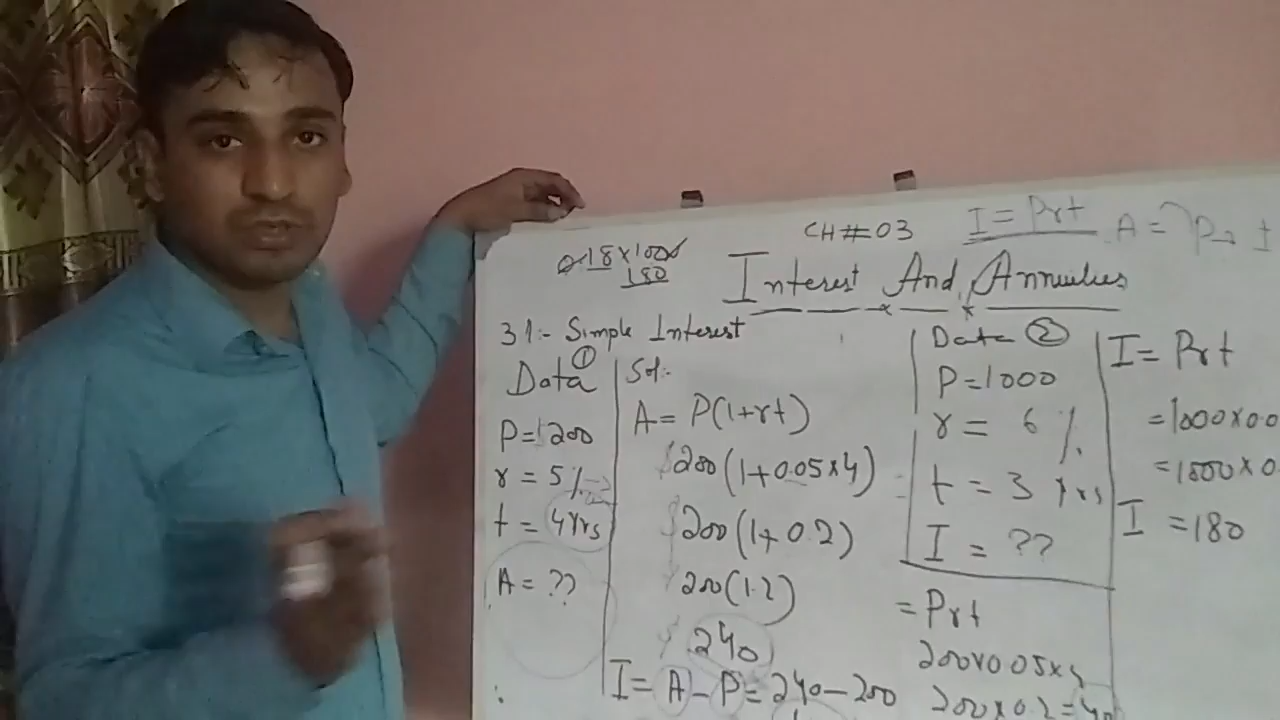 CH#03
I = Prt
A =
0.18x1000
180
Interest And Annuities
3.1:- Simple Interest
Data ①
P=200
r = 5%
t = 4 yrs
A = ??
Sol:-
A = P(1+rt)
200(1+0.05x4)
200(1+0.2)
200(1.2)
240
I = A - P = 240-200
Data ②
P=1000
r = 6 %
t = 3 yrs
I = ??
= Prt
200x0.05x4
200x0.2=40
I = Prt
=1000x0.0
=1000x0.
I =180